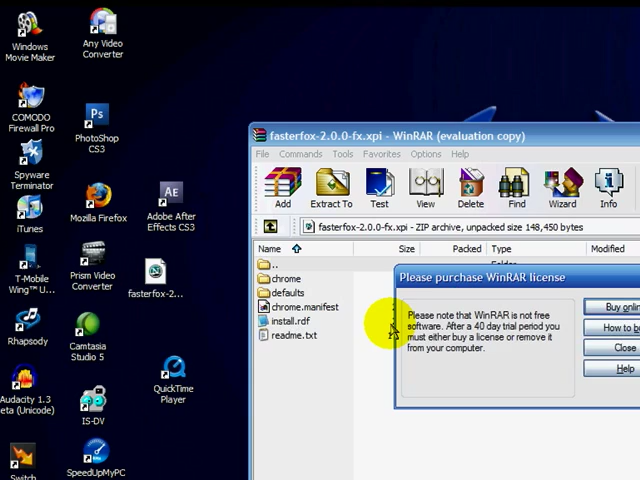 Windows
Movie Maker
Any Video
Converter
COMODO
Firewall Pro
Ps
PhotoShop
CS3
Spyware
Terminator
iTunes
Mozilla Firefox
Ae
Adobe After
Effects CS3
T-Mobile
Wing™ U...
Prism Video
Converter
fasterfox-2....
Rhapsody
Camtasia
Studio 5
Audacity 1.3
eta (Unicode)
IS-DV
QuickTime
Player
Switch
SpeedUpMyPC
fasterfox-2.0.0-fx.xpi - WinRAR (evaluation copy)
File Commands Tools Favorites Options Help
Add Extract To Test View Delete Find Wizard Info
fasterfox-2.0.0-fx.xpi - ZIP archive, unpacked size 148,450 bytes
Name Size Packed Type Modified
.. Folder
chrome
defaults
chrome.manifest
install.rdf
readme.txt
Please purchase WinRAR license
Please note that WinRAR is not free
software. After a 40 day trial period you
must either buy a license or remove it
from your computer.
Buy onlin
How to bu
Close
Help